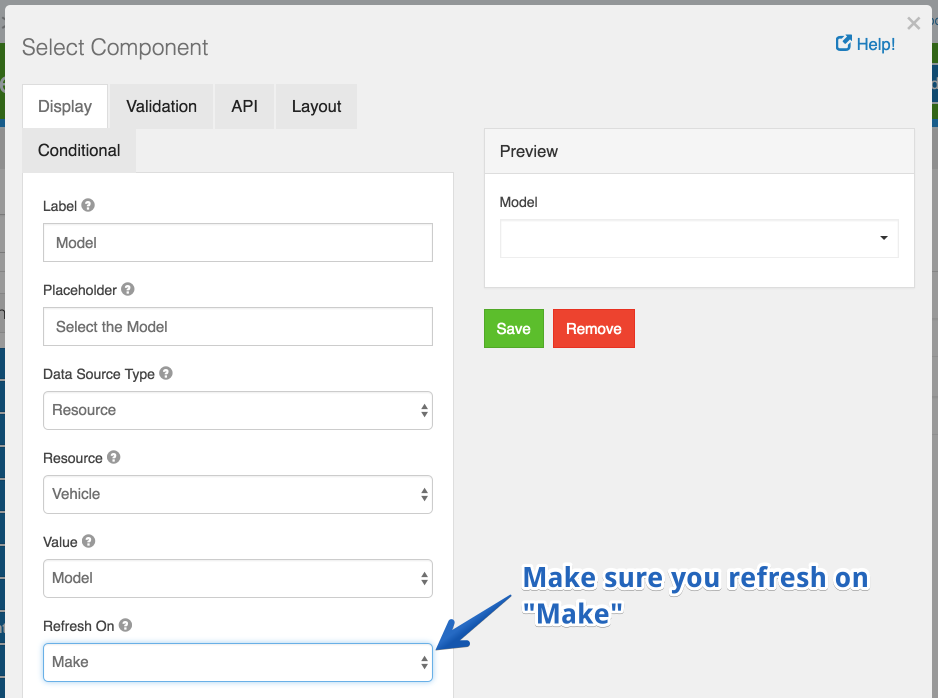 ×
Select Component
Help!
Display Validation API Layout
Conditional
Label
Model
Placeholder
Select the Model
Data Source Type
Resource
Resource
Vehicle
Value
Model
Refresh On
Make
Preview
Model
Save Remove
Make sure you refresh on
"Make"